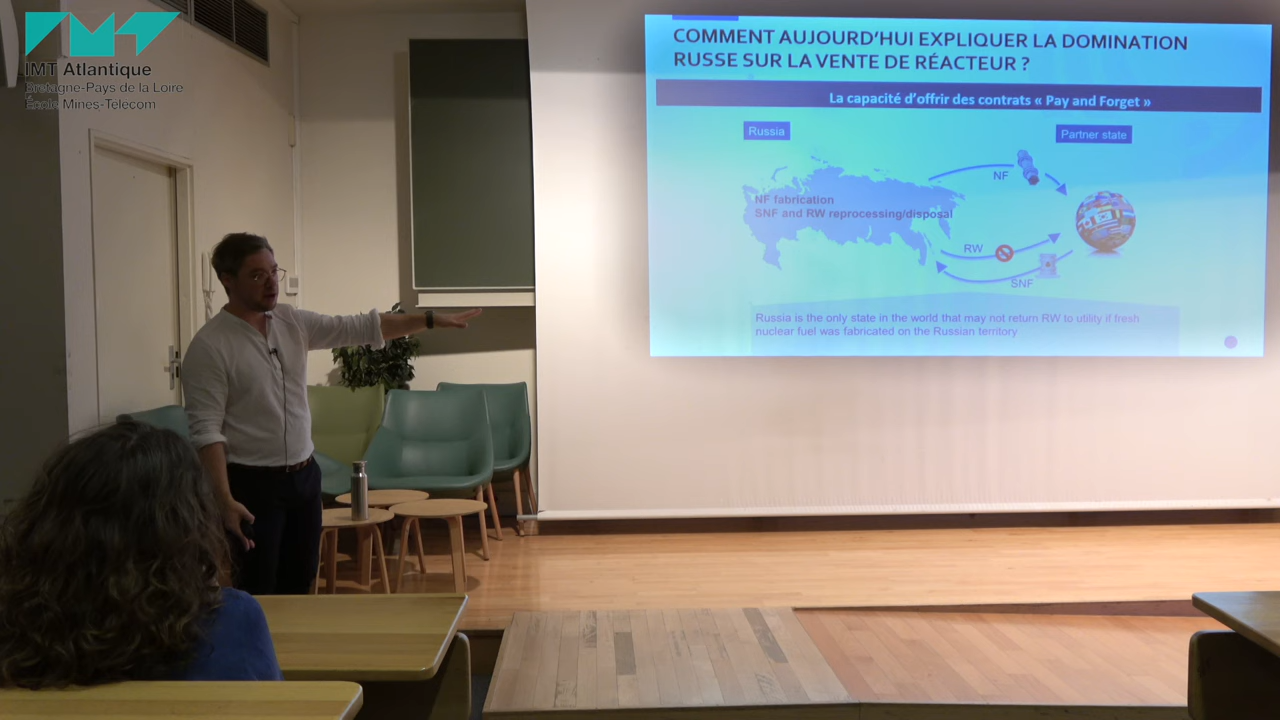 IMT Atlantique
Bretagne-Pays de la Loire
École Mines-Telecom
COMMENT AUJOURD'HUI EXPLIQUER LA DOMINATION
RUSSE SUR LA VENTE DE RÉACTEUR ?
La capacité d'offrir des contrats « Pay and Forget »
Russia
Partner state
NF
NF fabrication
SNF and RW reprocessing/disposal
RW
SNF
Russia is the only state in the world that may not return RW to utility if fresh
nuclear fuel was fabricated on the Russian territory